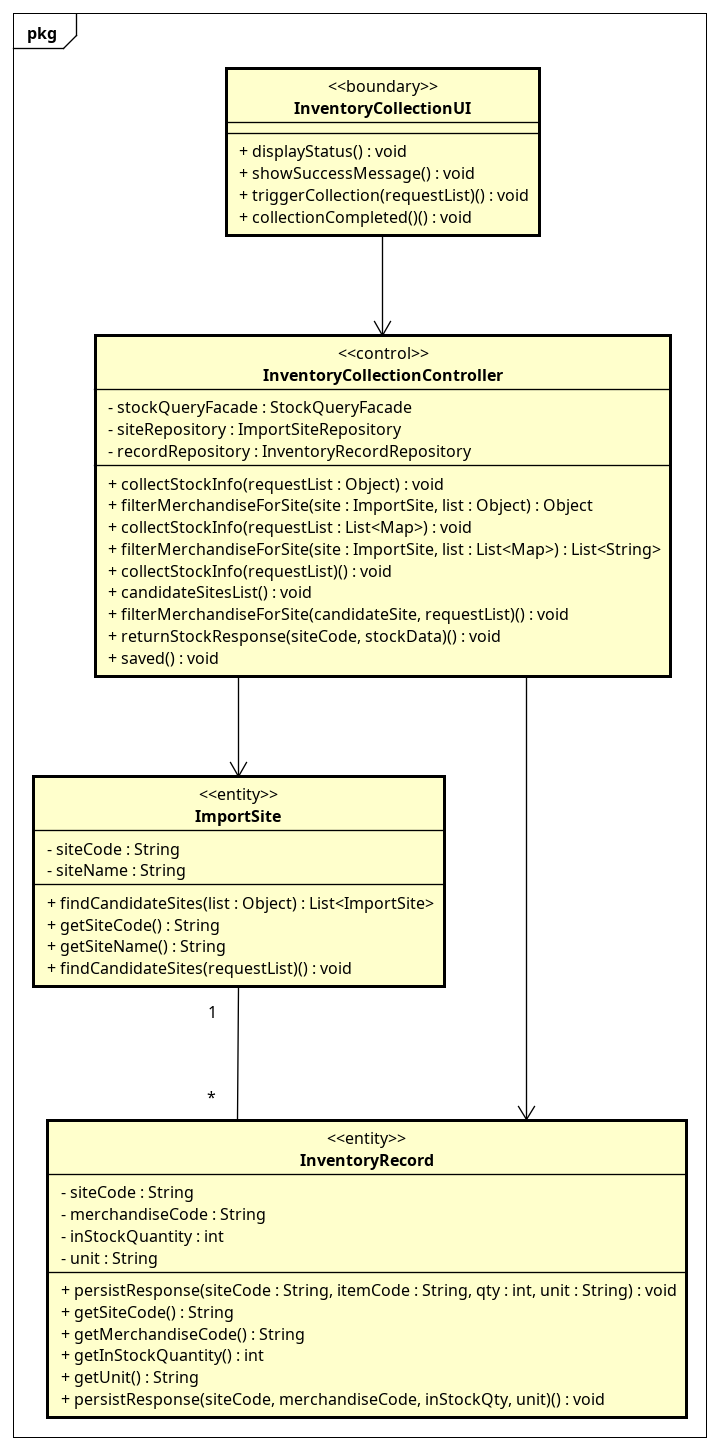 pkg
<<boundary>>
InventoryCollectionUI
+ displayStatus() : void
+ showSuccessMessage() : void
+ triggerCollection(requestList)() : void
+ collectionCompleted()() : void
<<control>>
InventoryCollectionController
- stockQueryFacade : StockQueryFacade
- siteRepository : ImportSiteRepository
- recordRepository : InventoryRecordRepository
+ collectStockInfo(requestList : Object) : void
+ filterMerchandiseForSite(site : ImportSite, list : Object) : Object
+ collectStockInfo(requestList : List<Map>) : void
+ filterMerchandiseForSite(site : ImportSite, list : List<Map>) : List<String>
+ collectStockInfo(requestList)() : void
+ candidateSitesList() : void
+ filterMerchandiseForSite(candidateSite, requestList)() : void
+ returnStockResponse(siteCode, stockData)() : void
+ saved() : void
<<entity>>
ImportSite
- siteCode : String
- siteName : String
+ findCandidateSites(list : Object) : List<ImportSite>
+ getSiteCode() : String
+ getSiteName() : String
+ findCandidateSites(requestList)() : void
1
*
<<entity>>
InventoryRecord
- siteCode : String
- merchandiseCode : String
- inStockQuantity : int
- unit : String
+ persistResponse(siteCode : String, itemCode : String, qty : int, unit : String) : void
+ getSiteCode() : String
+ getMerchandiseCode() : String
+ getInStockQuantity() : int
+ getUnit() : String
+ persistResponse(siteCode, merchandiseCode, inStockQty, unit)() : void